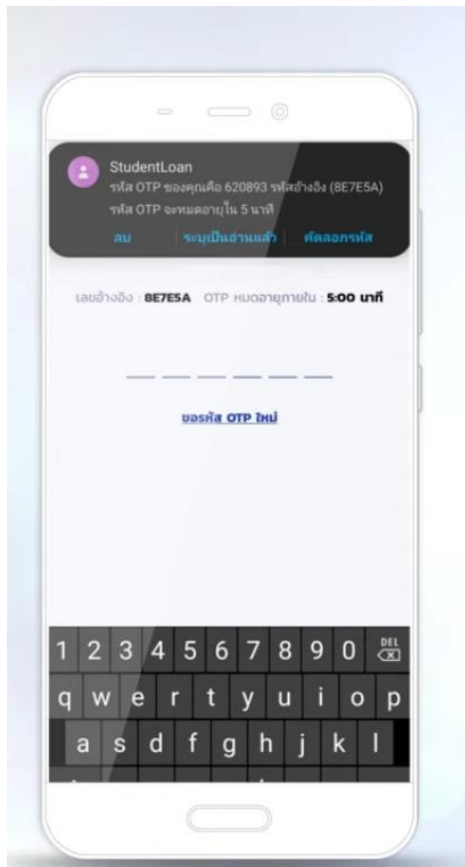 StudentLoan
รหัส OTP ของคุณคือ 620893 รหัสอ้างอิง (8E7E5A)
รหัส OTP จะหมดอายุใน 5 นาที
ลบ ระบุเป็นอ่านแล้ว คัดลอกรหัส
เลขอ้างอิง : 8E7E5A OTP หมดอายุภายใน : 5:00 นาที
ขอรหัส OTP ใหม่
1 2 3 4 5 6 7 8 9 0 DEL
q w e r t y u i o p
a s d f g h j k l